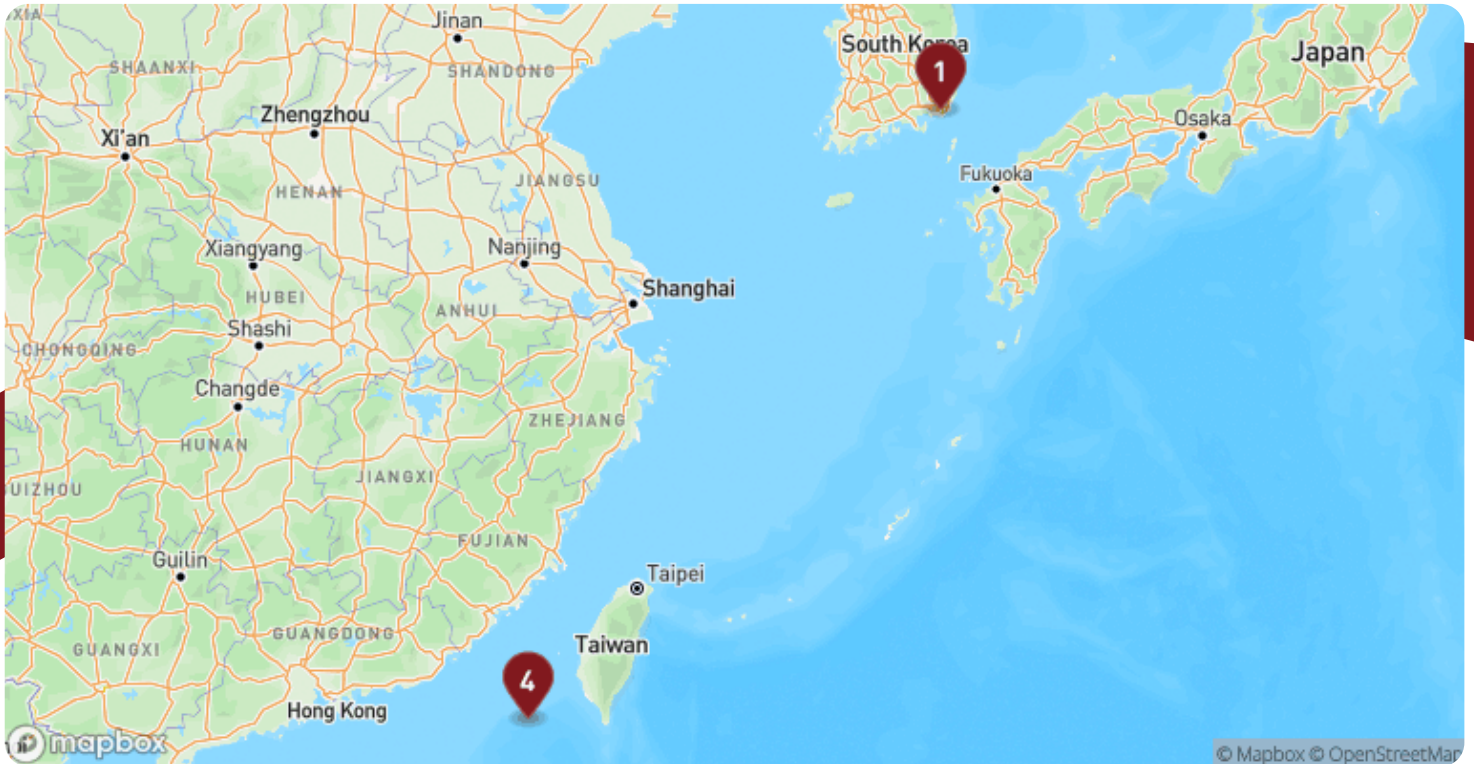 XIA
Jinan
South Korea
1
Japan
SHAANXI
SHANDONG
Zhengzhou
Xi'an
Osaka
HENAN
JIANGSU
Fukuoka
Xiangyang
Nanjing
Shanghai
HUBEI
ANHUI
Shashi
CHONGQING
Changde
HUNAN
ZHEJIANG
JIANGXI
UIZHOU
FUJIAN
Guilin
Taipei
GUANGDONG
Taiwan
GUANGXI
4
Hong Kong
mapbox
© Mapbox © OpenStreetMap